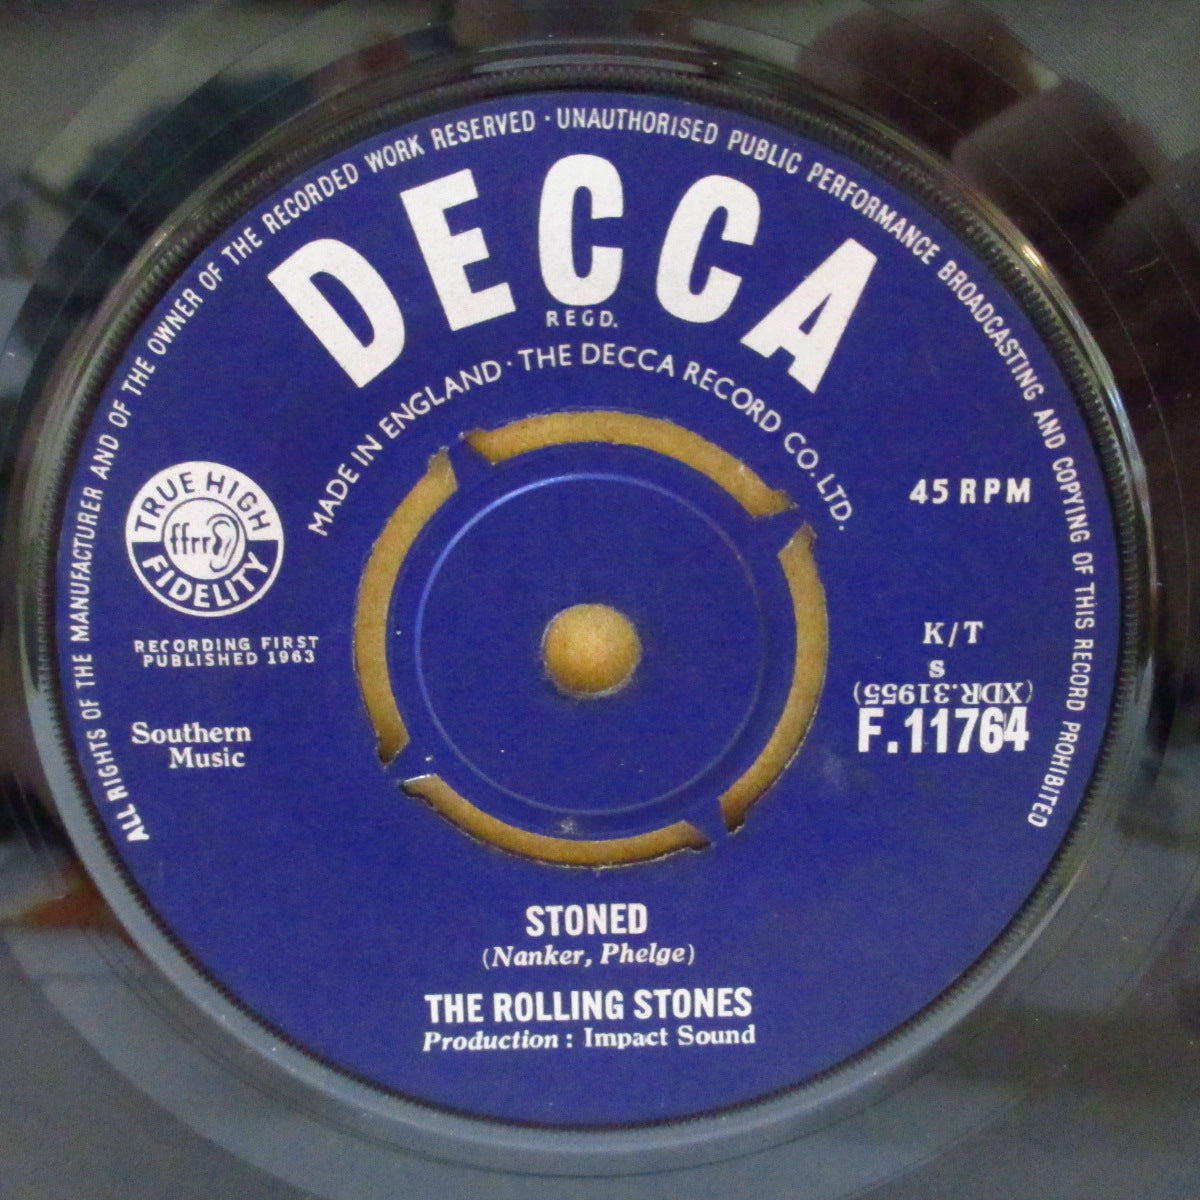 ALL RIGHTS OF THE MANUFACTURER AND OF THE OWNER OF THE RECORDED WORK RESERVED · UNAUTHORISED PUBLIC PERFORMANCE BROADCASTING AND COPYING OF THIS RECORD PROHIBITED
DECCA
REGD.
MADE IN ENGLAND · THE DECCA RECORD CO. LTD.
TRUE HIGH
ffrr
FIDELITY
RECORDING FIRST
PUBLISHED 1963
Southern
Music
45 RPM
K/T
S
(XDR.31955)
F.11764
STONED
(Nanker, Phelge)
THE ROLLING STONES
Production : Impact Sound